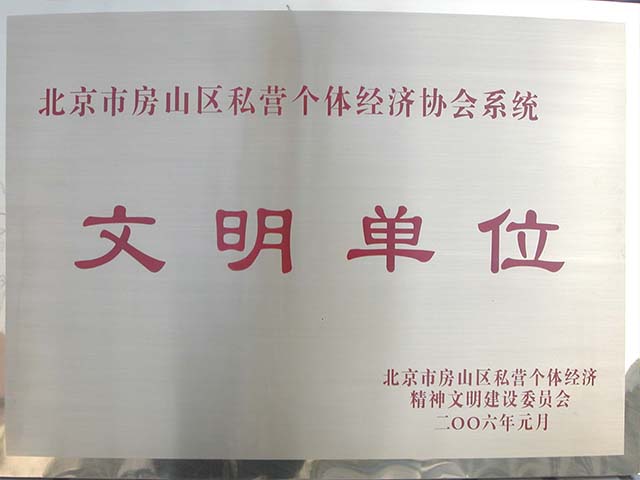 北京市房山区私营个体经济协会系统
文明单位
北京市房山区私营个体经济
精神文明建设委员会
二〇〇六年元月